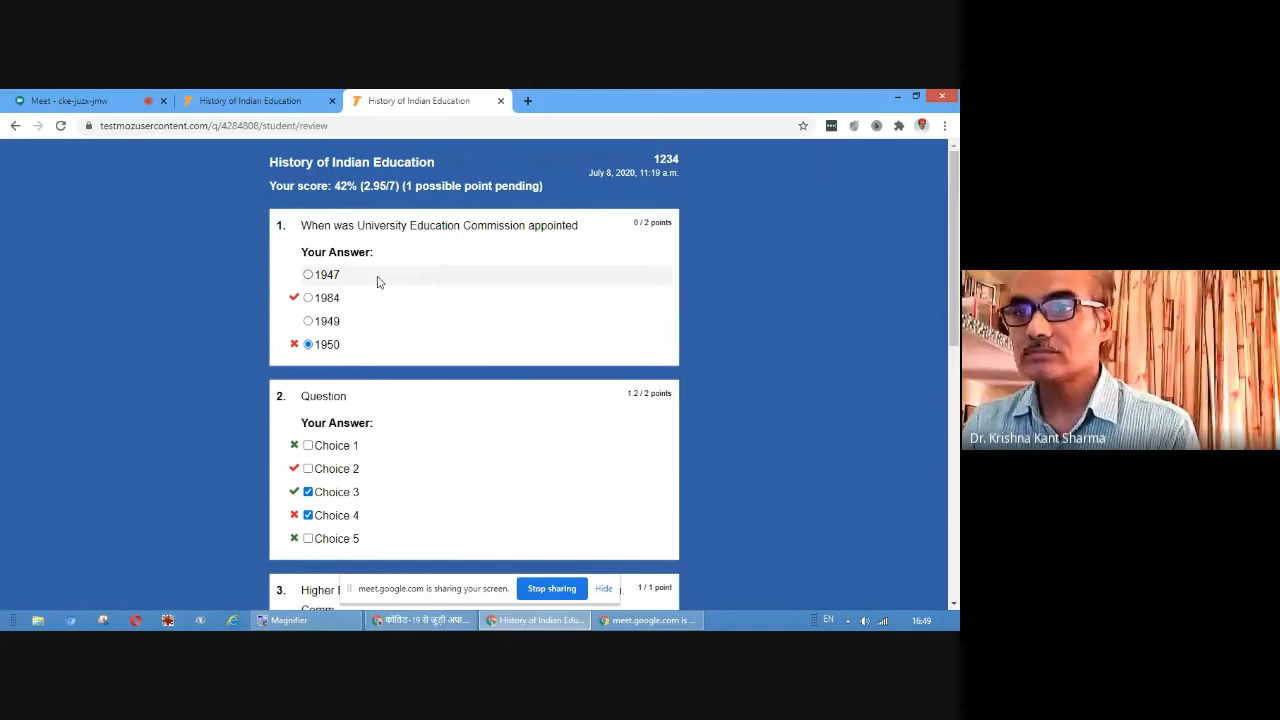 Meet - cke-juzx-jmw
History of Indian Education
History of Indian Education
testmozusercontent.com/q/4284808/student/review
History of Indian Education
1234
July 8, 2020, 11:19 a.m.
Your score: 42% (2.95/7) (1 possible point pending)
1. When was University Education Commission appointed
0 / 2 points
Your Answer:
1947
1984
1949
1950
2. Question
1.2 / 2 points
Your Answer:
Choice 1
Choice 2
Choice 3
Choice 4
Choice 5
3. Higher
1 / 1 point
Comm
meet.google.com is sharing your screen.
Stop sharing
Hide
Magnifier
कोविड-19 से जुड़ी अफ...
History of Indian Edu...
meet.google.com is ...
EN
16:49
Dr. Krishna Kant Sharma